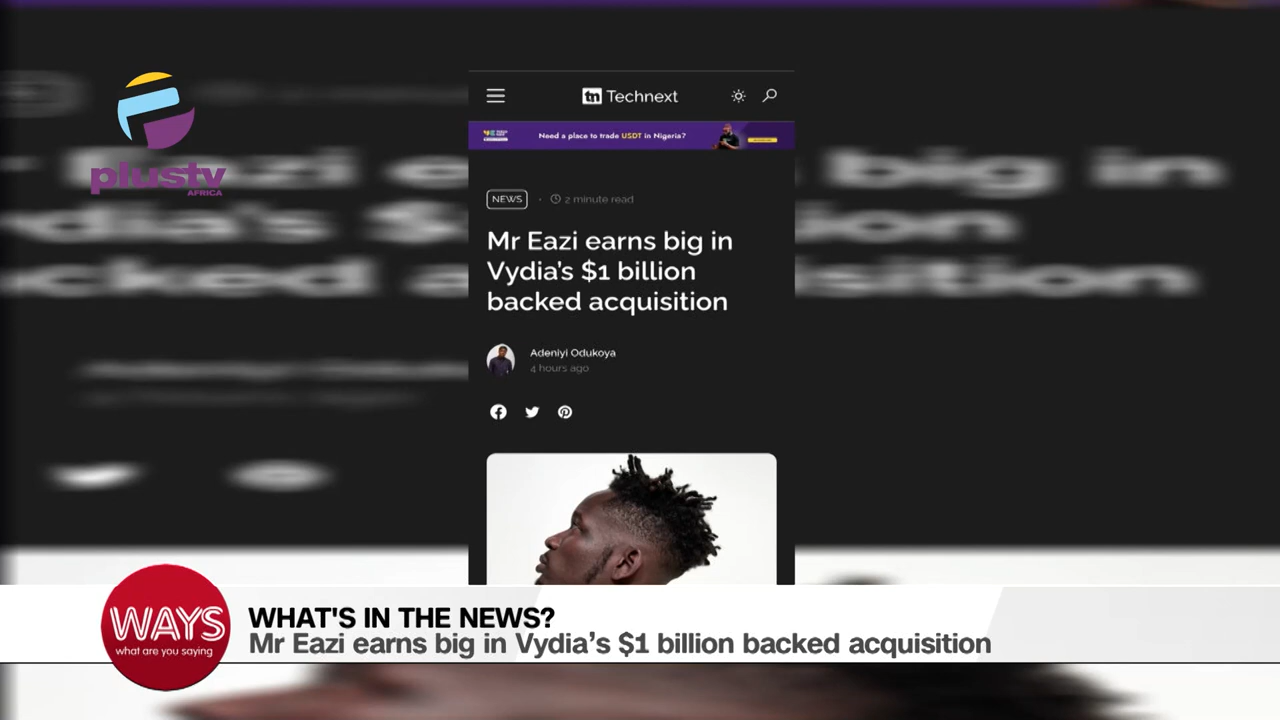 plustv
AFRICA
tn Technext
Need a place to trade USDT in Nigeria?
NEWS
2 minute read
Mr Eazi earns big in
Vydia's $1 billion
backed acquisition
Adeniyi Odukoya
4 hours ago
WAYS
what are you saying
WHAT'S IN THE NEWS?
Mr Eazi earns big in Vydia’s $1 billion backed acquisition